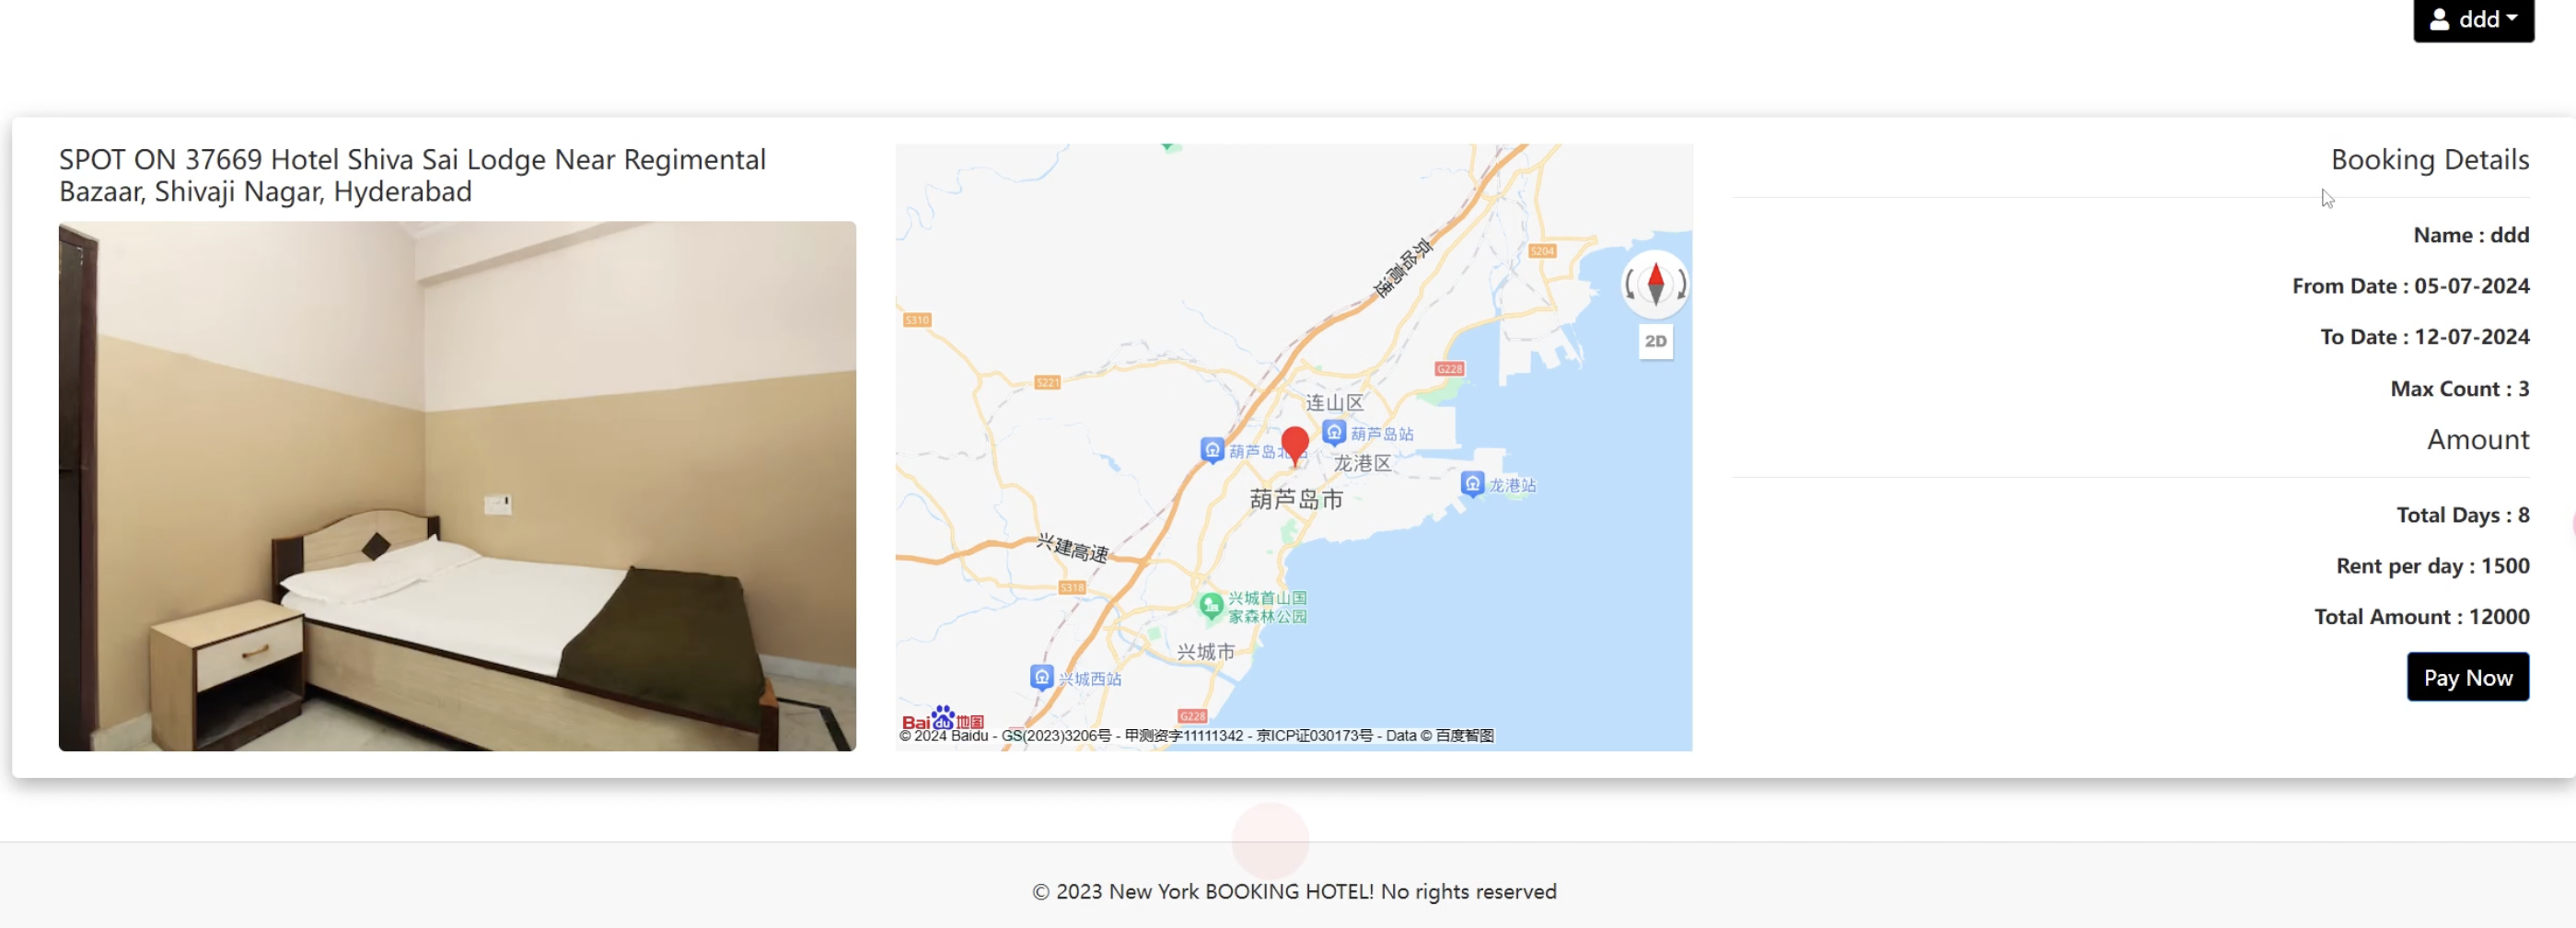 ddd
SPOT ON 37669 Hotel Shiva Sai Lodge Near Regimental
Bazaar, Shivaji Nagar, Hyderabad
京哈高速
S204
S310
2D
G228
S221
连山区
葫芦岛站
葫芦岛北
龙港区
龙港站
葫芦岛市
兴建高速
S318
兴城首山国
家森林公园
兴城市
兴城西站
G228
Bai du 地图
© 2024 Baidu - GS(2023)3206号 - 甲测资字11111342 - 京ICP证030173号 - Data © 百度智图
Booking Details
Name : ddd
From Date : 05-07-2024
To Date : 12-07-2024
Max Count : 3
Amount
Total Days : 8
Rent per day : 1500
Total Amount : 12000
Pay Now
© 2023 New York BOOKING HOTEL! No rights reserved